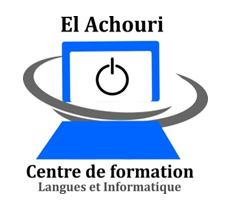 El Achouri
Centre de formation
Langues et Informatique